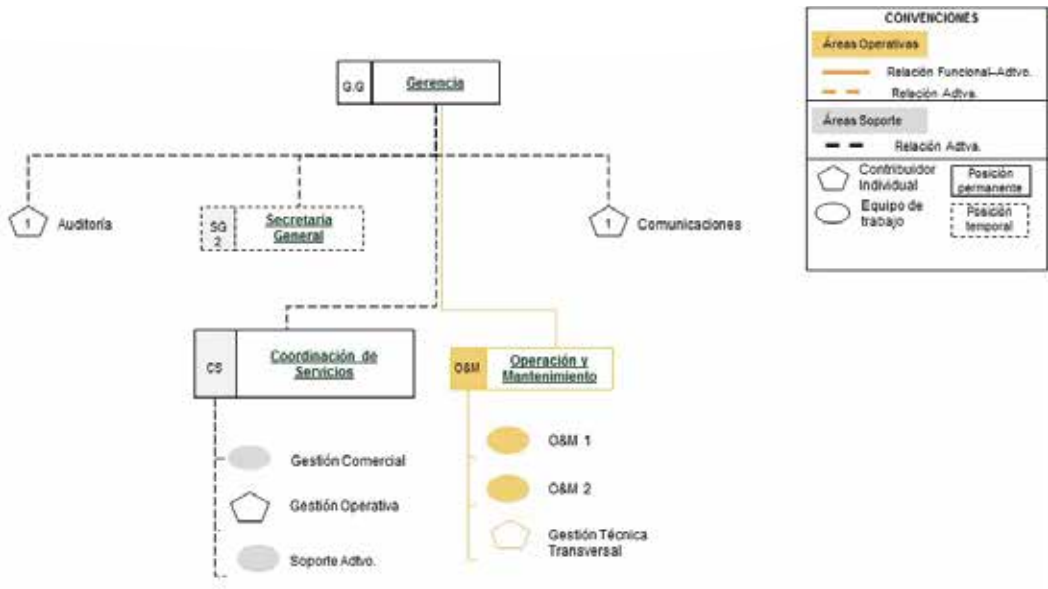 CONVENCIONES
Áreas Operativas
Relación Funcional-Adtvo.
Relación Adtva.
Áreas Soporte
Relación Adtva.
Contribuidor
Individual
Posición
permanente
Equipo de
trabajo
Posición
temporal
G.G
Gerencia
1
Auditoría
SG
2
Secretaría
General
1
Comunicaciones
CS
Coordinación de
Servicios
O&M
Operación y
Mantenimiento
Gestión Comercial
Gestión Operativa
Soporte Adtvo.
O&M 1
O&M 2
Gestión Técnica
Transversal